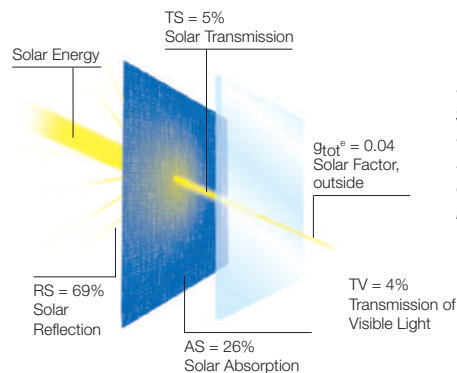 TS = 5%
Solar Transmission
Solar Energy
gtotᵉ = 0.04
Solar Factor,
outside
RS = 69%
Solar
Reflection
TV = 4%
Transmission of
Visible Light
AS = 26%
Solar Absorption